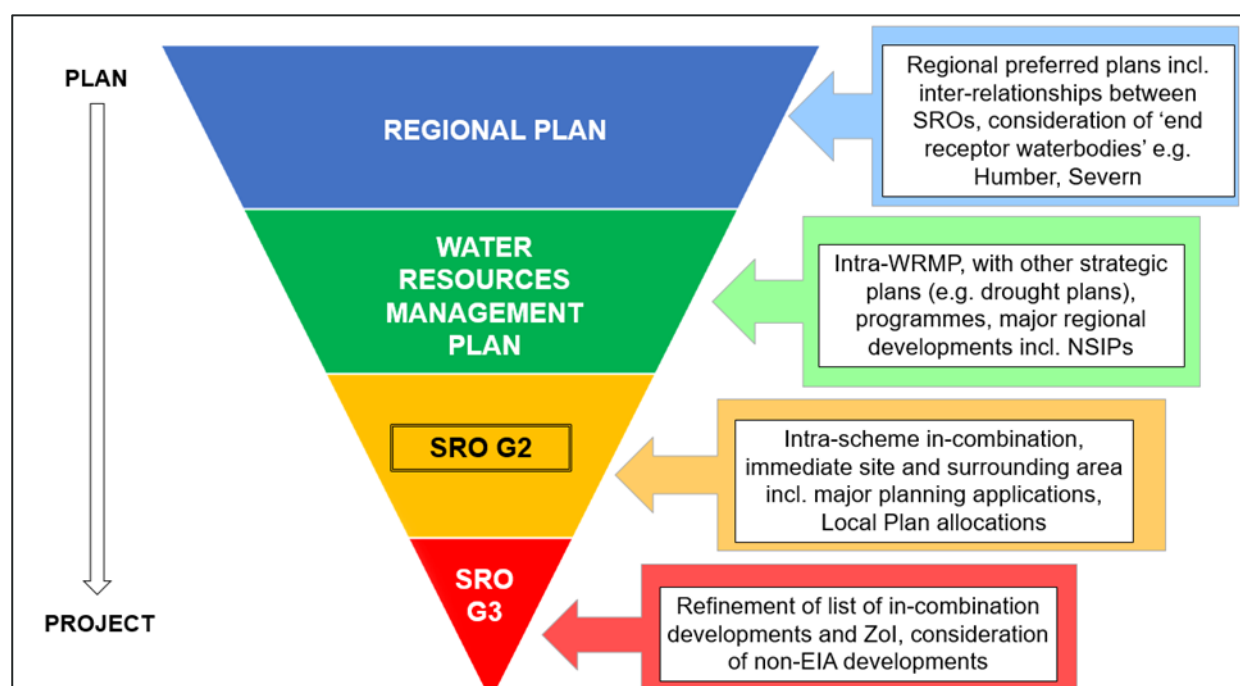 PLAN
REGIONAL PLAN
Regional preferred plans incl.
inter-relationships between
SROs, consideration of ‘end
receptor waterbodies’ e.g.
Humber, Severn
WATER
RESOURCES
MANAGEMENT
PLAN
Intra-WRMP, with other strategic
plans (e.g. drought plans),
programmes, major regional
developments incl. NSIPs
SRO G2
Intra-scheme in-combination,
immediate site and surrounding area
incl. major planning applications,
Local Plan allocations
SRO
G3
Refinement of list of in-combination
developments and ZoI, consideration
of non-EIA developments
PROJECT